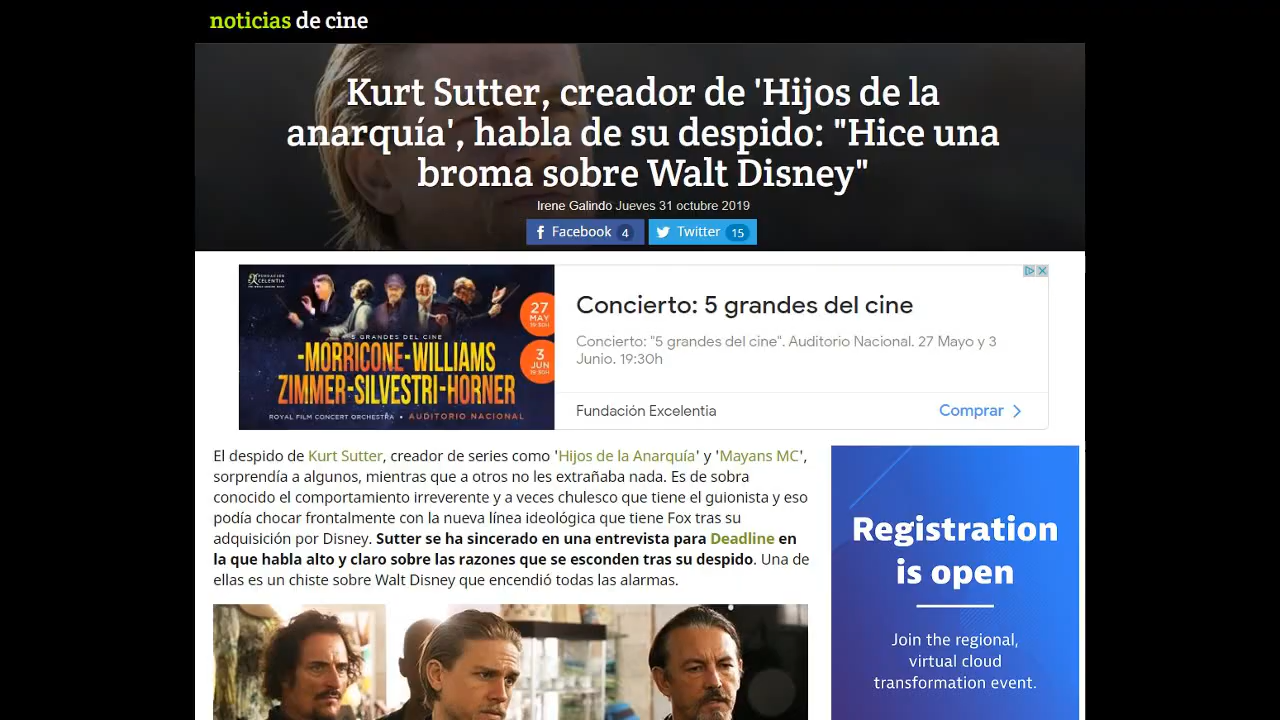 noticias de cine
Kurt Sutter, creador de 'Hijos de la
anarquía', habla de su despido: "Hice una
broma sobre Walt Disney"
Irene Galindo Jueves 31 octubre 2019
Facebook 4 Twitter 15
FUNDACIÓN
EXCELENTIA
5 GRANDES DEL CINE
-MORRICONE-WILLIAMS
ZIMMER-SILVESTRI-HORNER
ROYAL FILM CONCERT ORCHESTRA • AUDITORIO NACIONAL
27
MAY
19:30H
3
JUN
19:30H
Concierto: 5 grandes del cine
Concierto: "5 grandes del cine". Auditorio Nacional. 27 Mayo y 3
Junio. 19:30h
Fundación Excelentia
Comprar
El despido de Kurt Sutter, creador de series como 'Hijos de la Anarquía' y 'Mayans MC',
sorprendía a algunos, mientras que a otros no les extrañaba nada. Es de sobra
conocido el comportamiento irreverente y a veces chulesco que tiene el guionista y eso
podía chocar frontalmente con la nueva línea ideológica que tiene Fox tras su
adquisición por Disney. Sutter se ha sincerado en una entrevista para Deadline en
la que habla alto y claro sobre las razones que se esconden tras su despido. Una de
ellas es un chiste sobre Walt Disney que encendió todas las alarmas.
Registration
is open
Join the regional,
virtual cloud
transformation event.